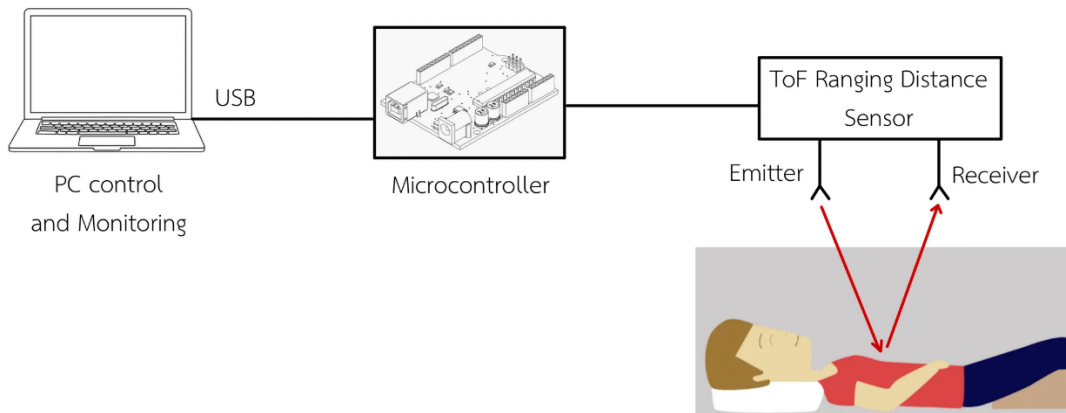 USB
PC control
and Monitoring
Microcontroller
ToF Ranging Distance
Sensor
Emitter
Receiver